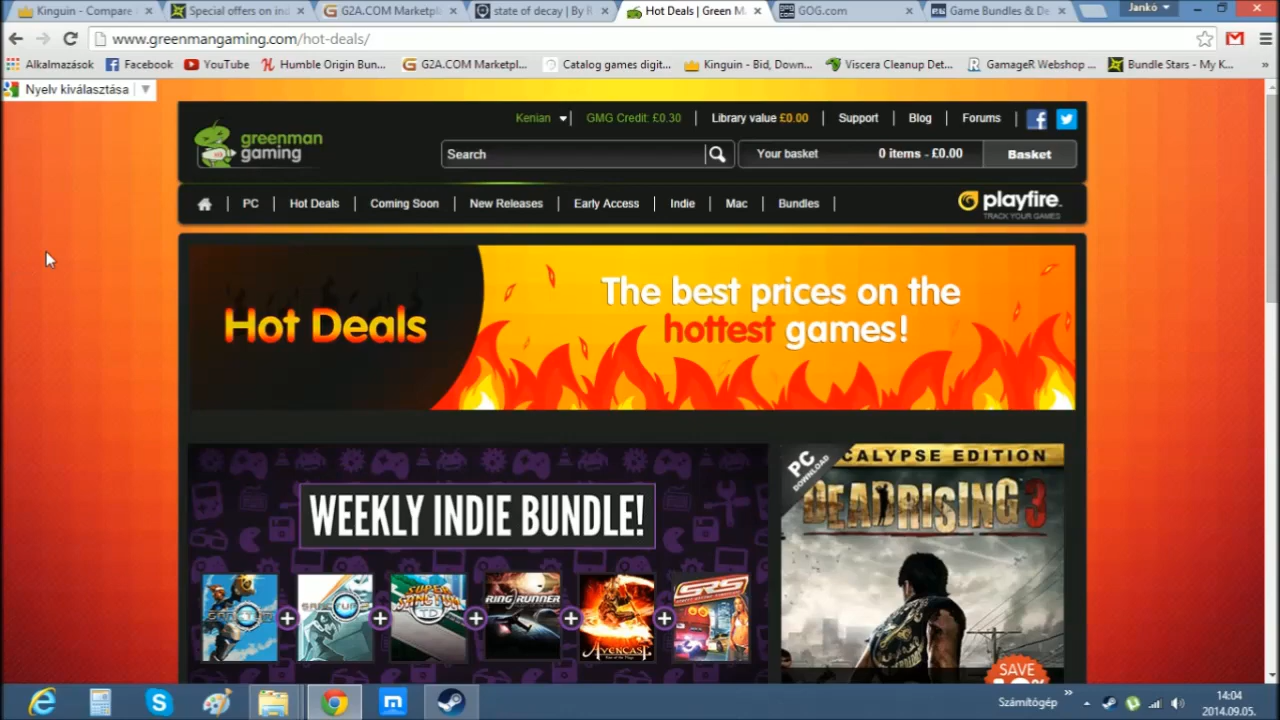 Kinguin - Compare
Special offers on in
G2A.COM Marketpl
state of decay | By R
Hot Deals | Green M
GOG.com
Game Bundles & De
Jankó
www.greenmangaming.com/hot-deals/
Alkalmazások
Facebook
YouTube
Humble Origin Bun...
G2A.COM Marketpl...
Catalog games digit...
Kinguin - Bid, Down...
Viscera Cleanup Det...
GamageR Webshop ...
Bundle Stars - My K...
»
Nyelv kiválasztása
Kenian
GMG Credit: £0.30
Library value £0.00
Support
Blog
Forums
greenman
gaming
Search
Your basket
0 items - £0.00
Basket
PC
Hot Deals
Coming Soon
New Releases
Early Access
Indie
Mac
Bundles
playfire.
TRACK YOUR GAMES
Hot Deals
The best prices on the
hottest games!
WEEKLY INDIE BUNDLE!
RING RUNNER
AVENCAST
SRS
PC
DOWNLOAD
CALYPSE EDITION
DEADRISING 3
SAVE
Számítógép
»
14:04
2014.09.05.